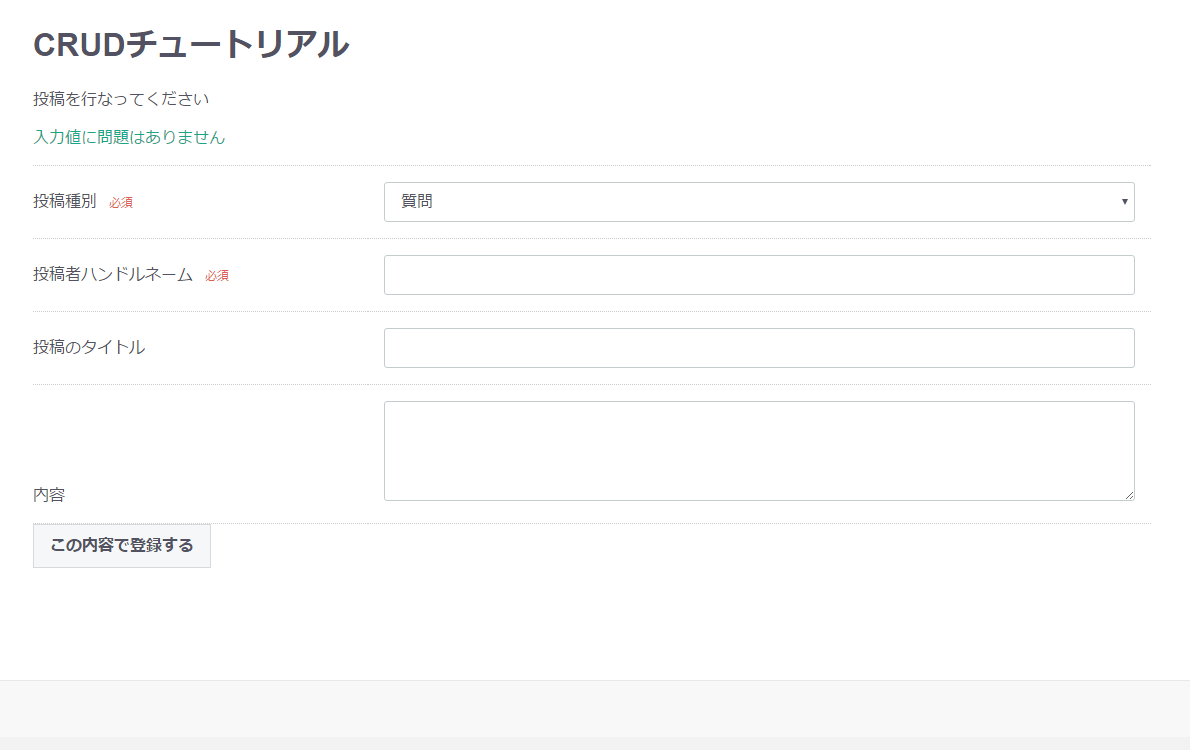 CRUDチュートリアル
投稿を行なってください
入力値に問題はありません
投稿種別 必須
質問
投稿者ハンドルネーム 必須
投稿のタイトル
内容
この内容で登録する